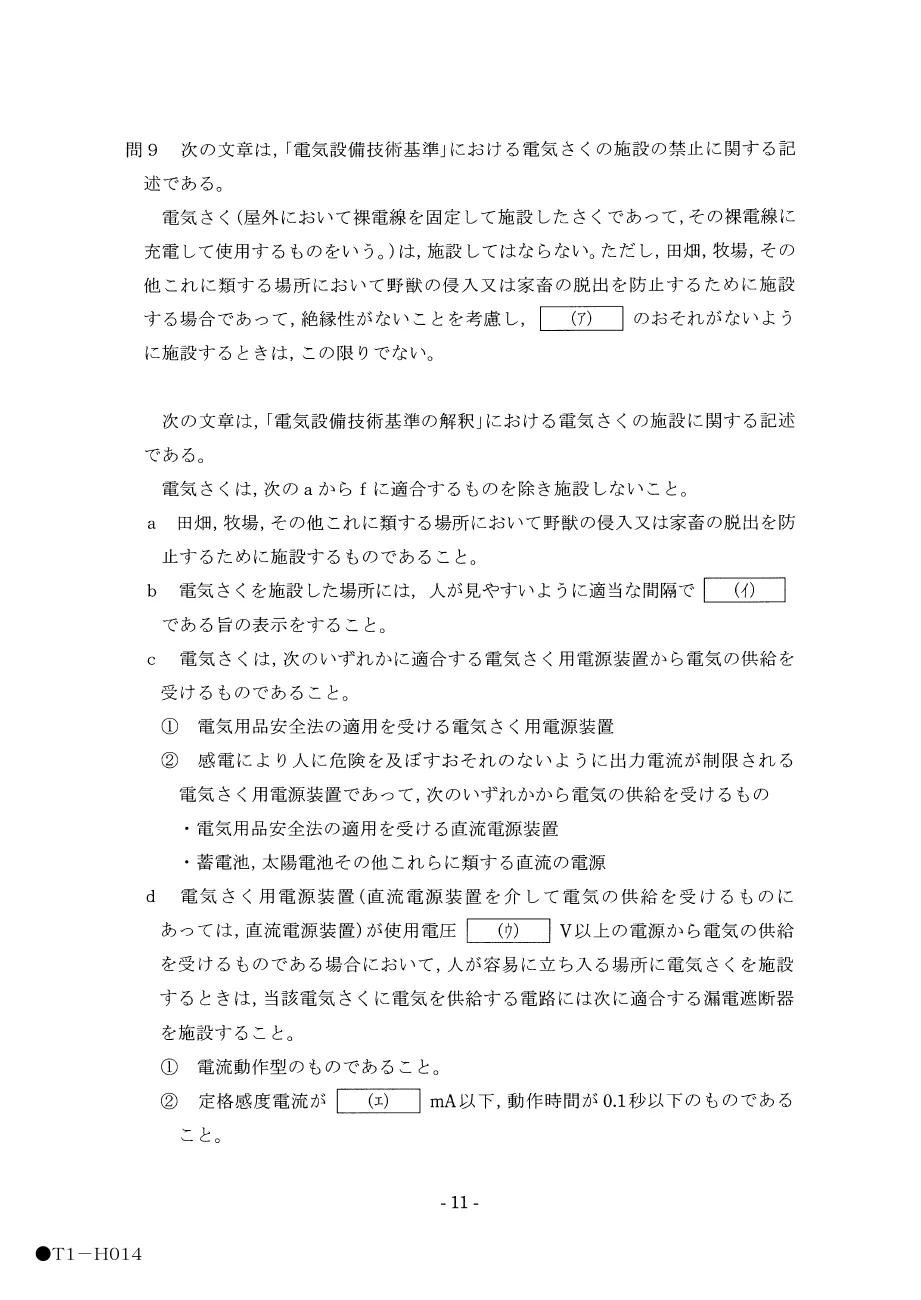 問9 次の文章は,「電気設備技術基準」における電気さくの施設の禁止に関する記
述である。
電気さく(屋外において裸電線を固定して施設したさくであって,その裸電線に
充電して使用するものをいう。)は,施設してはならない。ただし,田畑,牧場,その
他これに類する場所において野獣の侵入又は家畜の脱出を防止するために施設
する場合であって,絶縁性がないことを考慮し, (ア) のおそれがないよう
に施設するときは,この限りでない。
次の文章は,「電気設備技術基準の解釈」における電気さくの施設に関する記述
である。
電気さくは,次のaからfに適合するものを除き施設しないこと。
a 田畑,牧場,その他これに類する場所において野獣の侵入又は家畜の脱出を防
止するために施設するものであること。
b 電気さくを施設した場所には, 人が見やすいように適当な間隔で (イ)
である旨の表示をすること。
c 電気さくは,次のいずれかに適合する電気さく用電源装置から電気の供給を
受けるものであること。
① 電気用品安全法の適用を受ける電気さく用電源装置
② 感電により人に危険を及ぼすおそれのないように出力電流が制限される
電気さく用電源装置であって,次のいずれかから電気の供給を受けるもの
・電気用品安全法の適用を受ける直流電源装置
・蓄電池,太陽電池その他これらに類する直流の電源
d 電気さく用電源装置(直流電源装置を介して電気の供給を受けるものに
あっては,直流電源装置)が使用電圧 (ウ) V以上の電源から電気の供給
を受けるものである場合において,人が容易に立ち入る場所に電気さくを施設
するときは,当該電気さくに電気を供給する電路には次に適合する漏電遮断器
を施設すること。
① 電流動作型のものであること。
② 定格感度電流が (エ) mA以下,動作時間が0.1秒以下のものである
こと。
- 11 -
●T1-H014